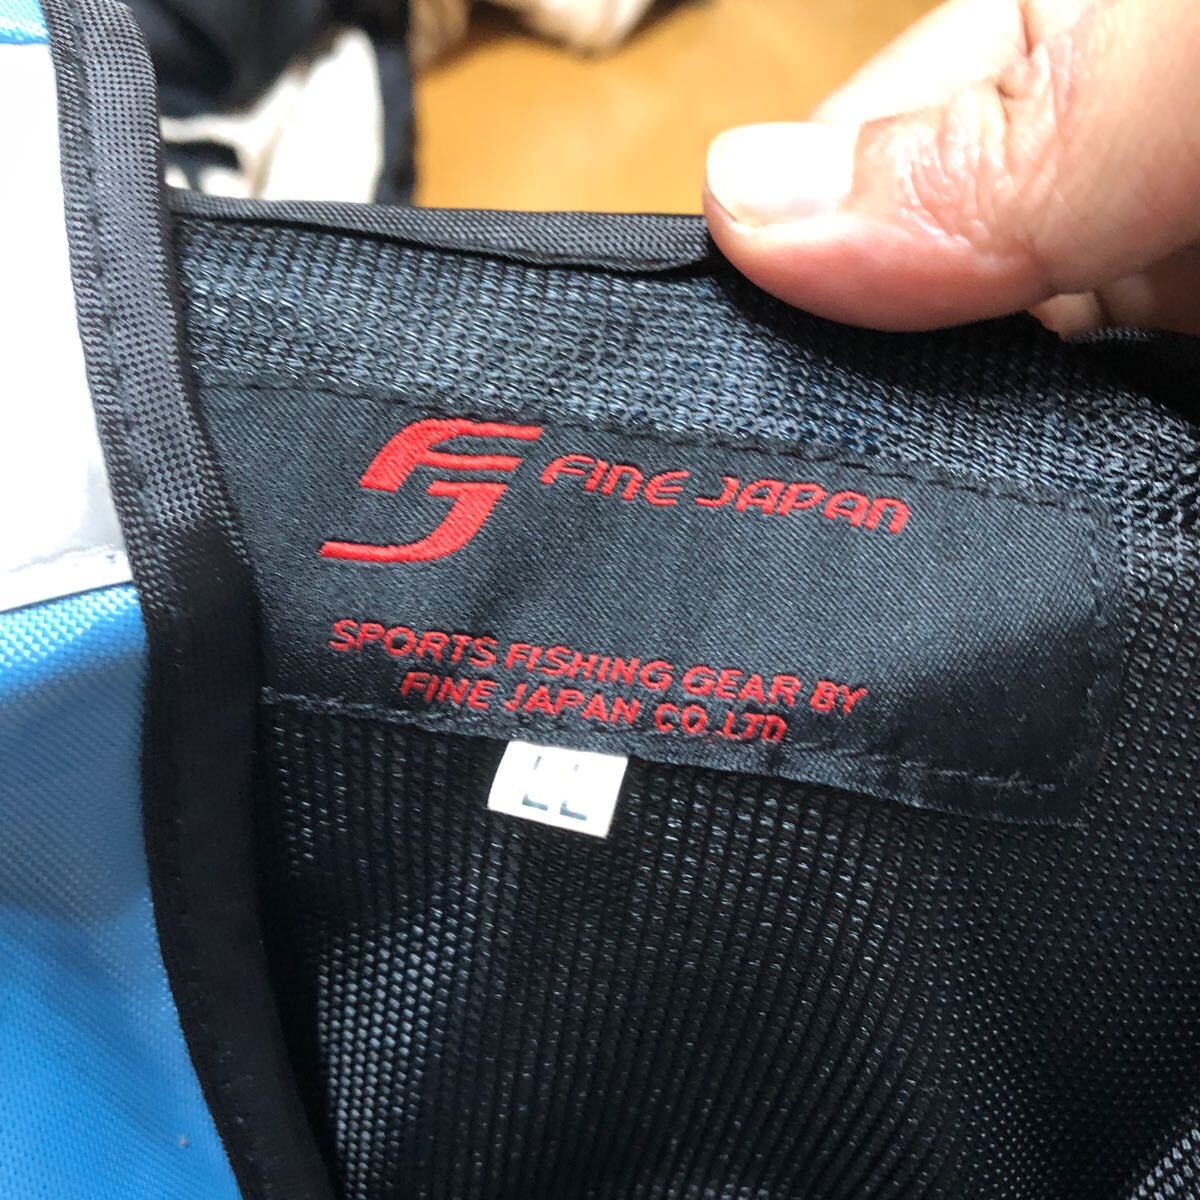 FJ FINE JAPAN
SPORTS FISHING GEAR BY
FINE JAPAN CO.,LTD
LL